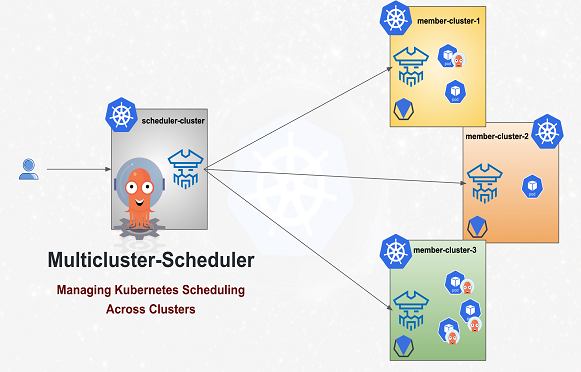 member-cluster-1
pod
pod
scheduler-cluster
member-cluster-2
pod
Multicluster-Scheduler
Managing Kubernetes Scheduling
Across Clusters
member-cluster-3
pod